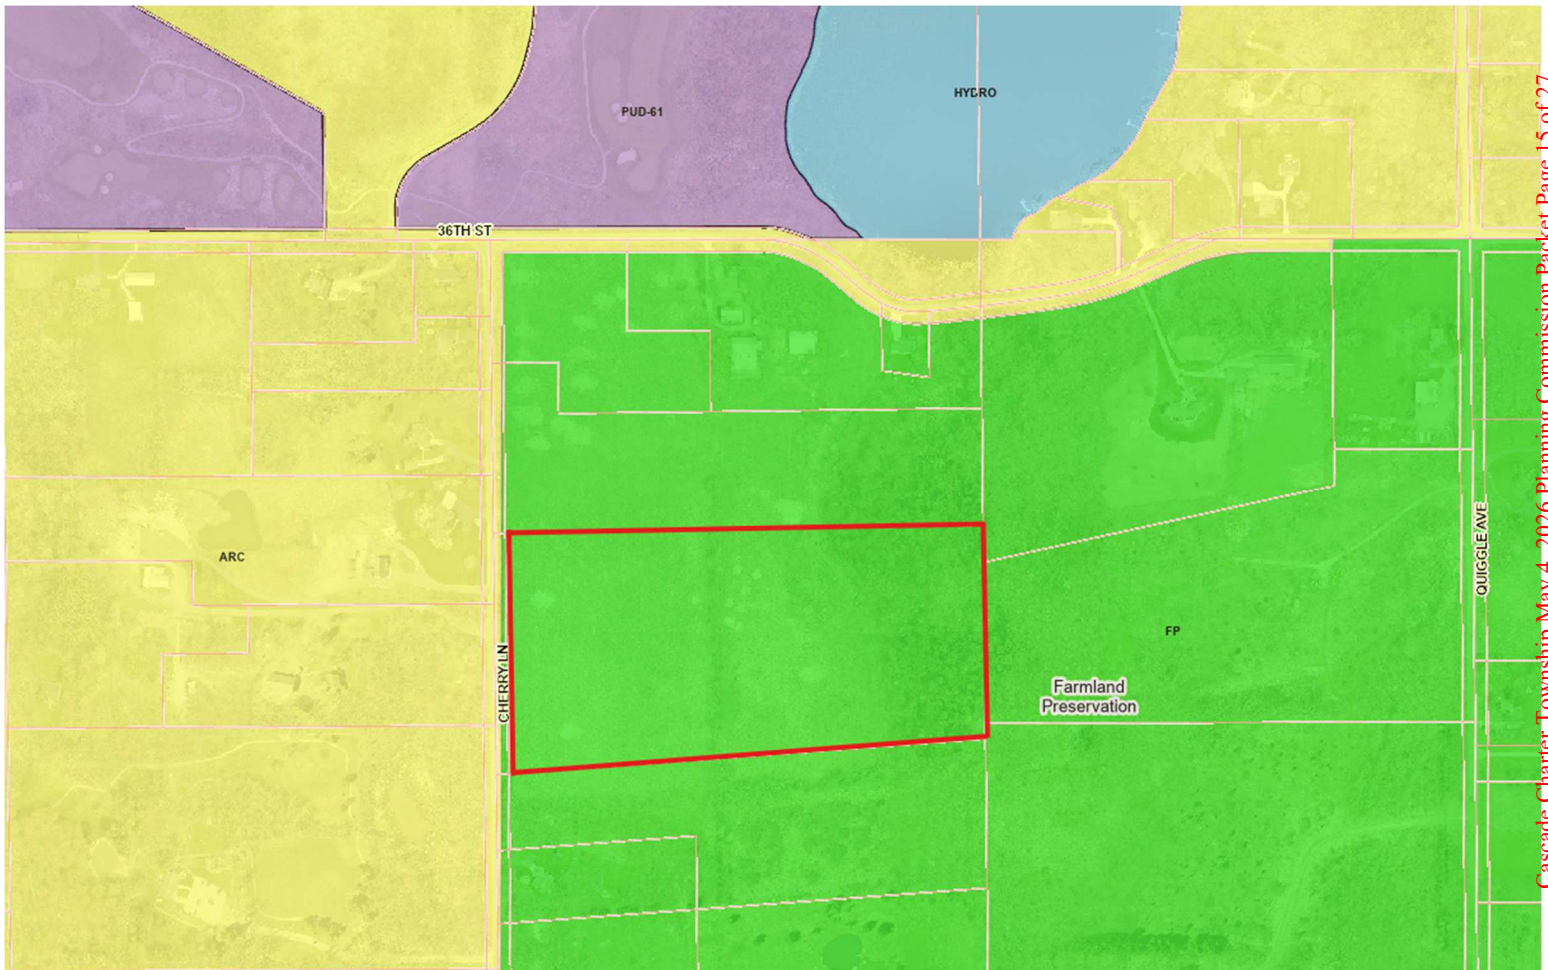 HYDRO
PUD-61
36TH ST
ARC
CHERRY LN
FP
Farmland
Preservation
QUIGGLE AVE
Cascade Charter Township May 4, 2026 Planning Commission Packet Page 15 of 27